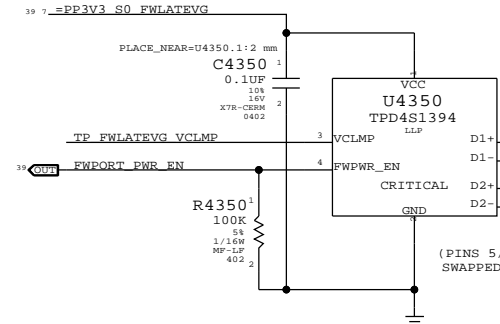 39 7 =PP3V3_S0_FWLATEVG
PLACE_NEAR=U4350.1:2 mm
C4350 1
0.1UF
10%
16V 2
X7R-CERM
0402
1
VCC
U4350
TPD4S1394
LLP
TP_FWLATEVG_VCLMP 3 VCLMP D1+
D1-
39 OUT FWPORT_PWR_EN 4 FWPWR_EN
CRITICAL D2+
D2-
GND
R4350 1
100K
5%
1/16W
MF-LF
402 2
(PINS 5/
SWAPPED